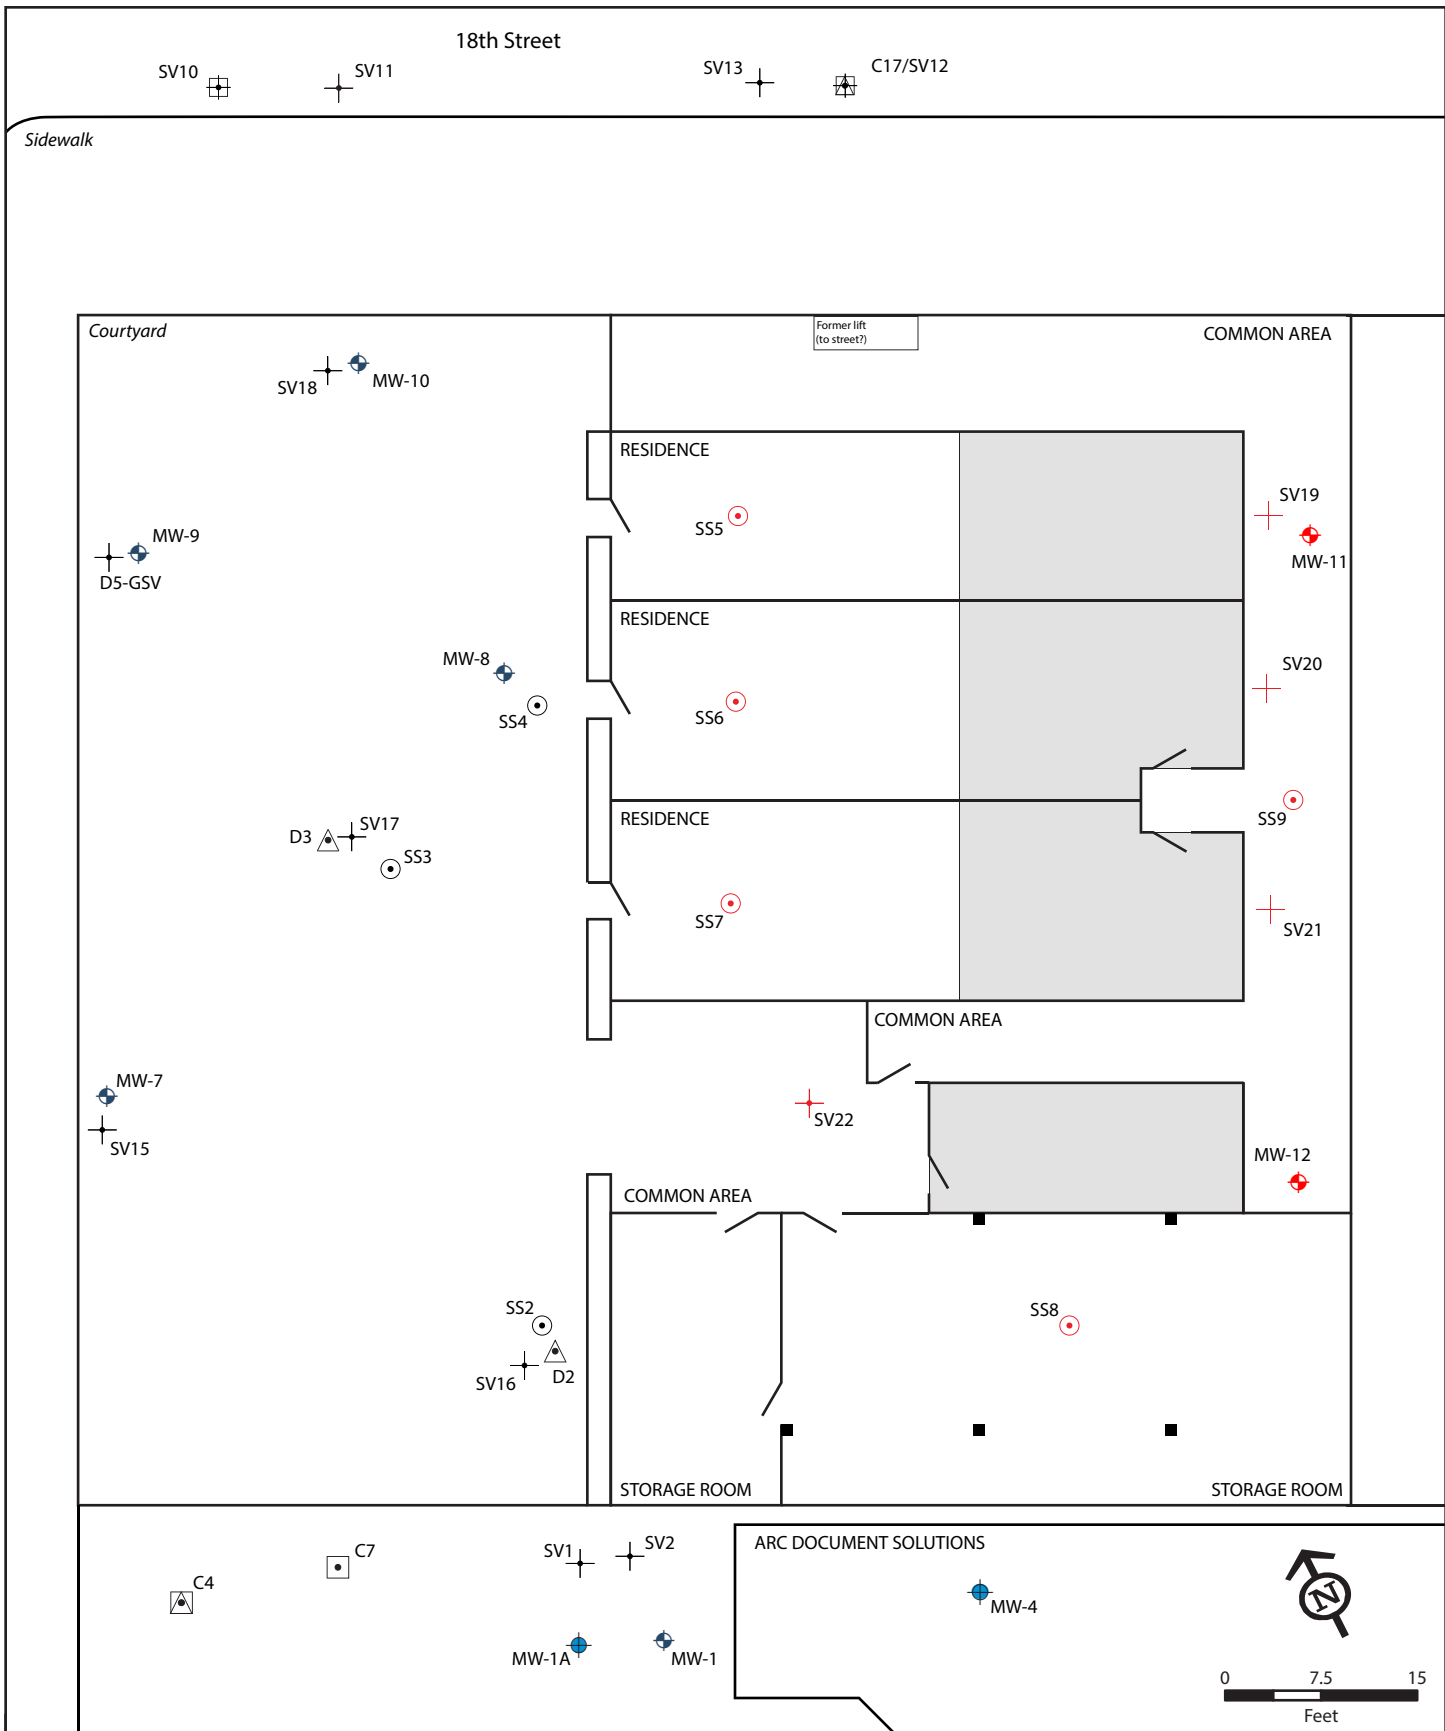 18th Street
SV10
SV11
SV13
C17/SV12
Sidewalk
Courtyard
Former lift
(to street?)
COMMON AREA
SV18
MW-10
RESIDENCE
SV19
SS5
MW-9
MW-11
D5-GSV
RESIDENCE
MW-8
SV20
SS4
SS6
D3
SV17
RESIDENCE
SS9
SS3
SS7
SV21
COMMON AREA
MW-7
SV22
SV15
MW-12
COMMON AREA
SS2
SS8
SV16
D2
STORAGE ROOM
STORAGE ROOM
C7
SV1
SV2
ARC DOCUMENT SOLUTIONS
C4
MW-4
N
MW-1A
MW-1
0 7.5 15
Feet